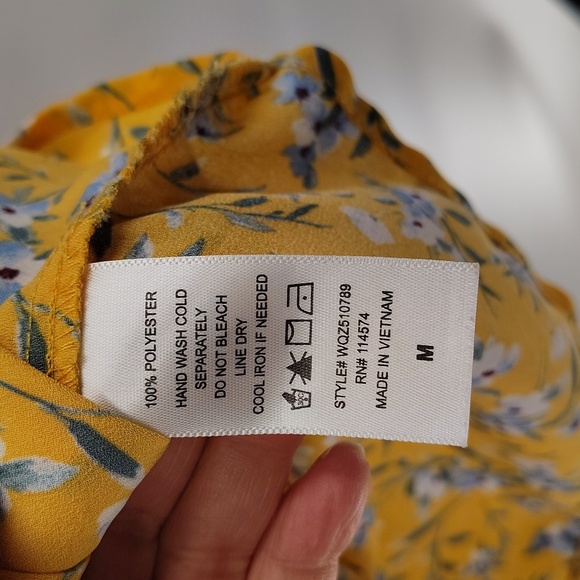 100% POLYESTER
HAND WASH COLD
SEPARATELY
DO NOT BLEACH
LINE DRY
COOL IRON IF NEEDED
STYLE# WQZ510789
RN# 114574
MADE IN VIETNAM
M